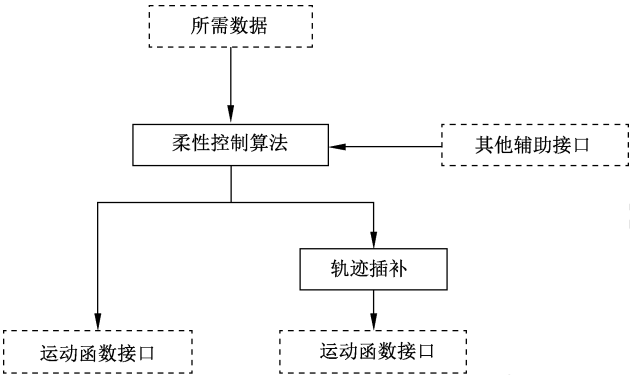 所需数据
柔性控制算法
其他辅助接口
轨迹插补
运动函数接口
运动函数接口